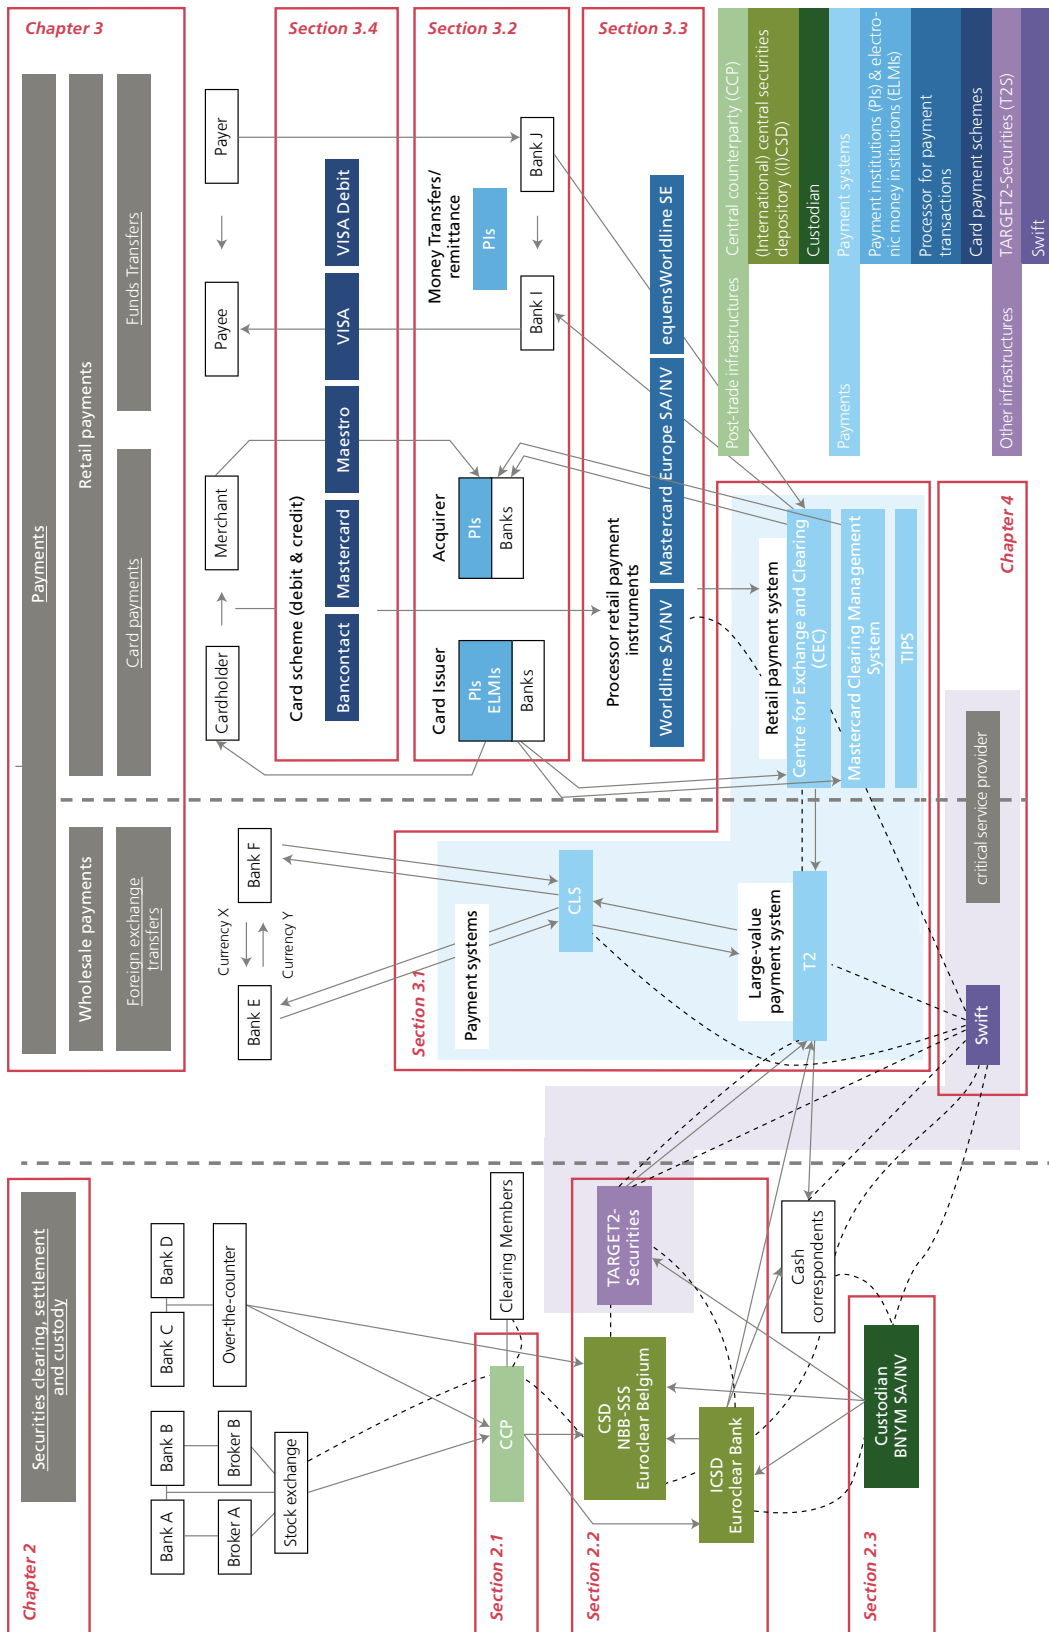 Chapter 2
Securities clearing, settlement
and custody
Bank A
Bank B
Bank C
Bank D
Broker A
Broker B
Over-the-counter
Stock exchange
Section 2.1
CCP
Clearing Members
Section 2.2
CSD
NBB-SSS
Euroclear Belgium
TARGET2-
Securities
ICSD
Euroclear Bank
Cash
correspondents
Section 2.3
Custodian
BNYM SA/NV
Chapter 3
Payments
Wholesale payments
Retail payments
Foreign exchange
transfers
Card payments
Funds Transfers
Bank E
Currency X
Currency Y
Bank F
Cardholder
Merchant
Payee
Payer
Section 3.4
Card scheme (debit & credit)
Bancontact
Mastercard
Maestro
VISA
VISA Debit
Section 3.2
Card Issuer
PIs
ELMIs
Banks
Acquirer
PIs
Banks
Money Transfers/
remittance
PIs
Bank I
Bank J
Section 3.3
Processor retail payment
instruments
Worldline SA/NV
Mastercard Europe SA/NV
equensWorldline SE
Section 3.1
Payment systems
CLS
Large-value
payment system
T2
Retail payment system
Centre for Exchange and Clearing
(CEC)
Mastercard Clearing Management
System
TIPS
Chapter 4
Swift
critical service provider
Post-trade infrastructures
Central counterparty (CCP)
(International) central securities
depository ((I)CSD)
Custodian
Payments
Payment systems
Payment institutions (PIs) & electro-
nic money institutions (ELMIs)
Processor for payment
transactions
Card payment schemes
Other infrastructures
TARGET2-Securities (T2S)
Swift